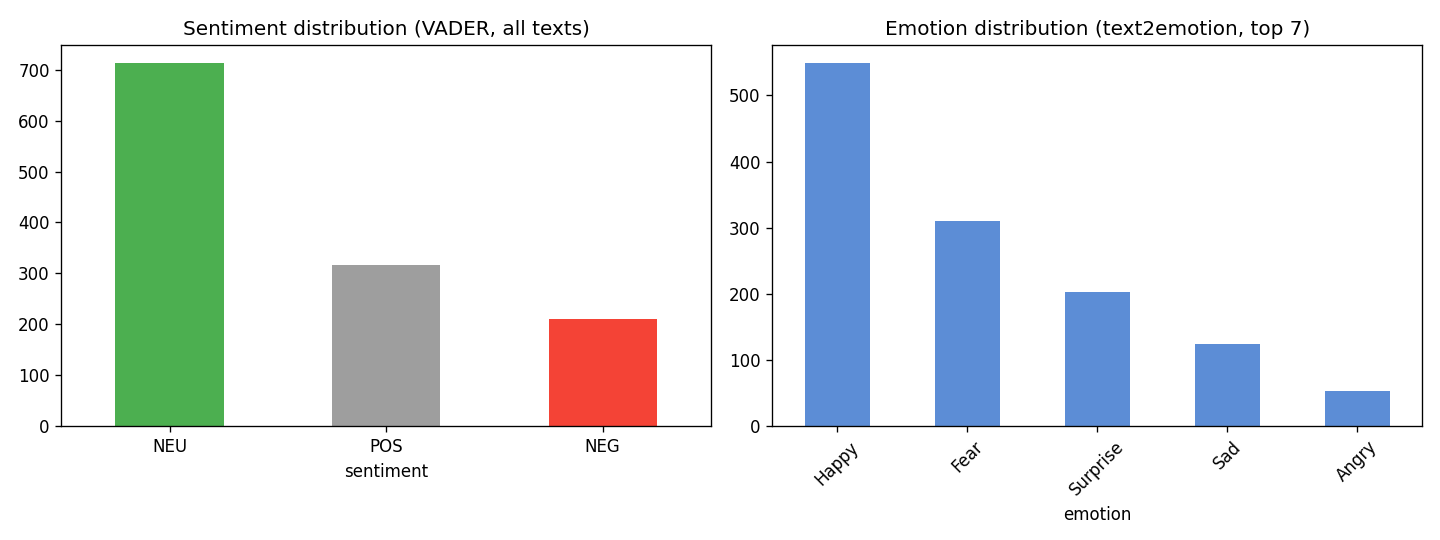 Sentiment distribution (VADER, all texts)
700
600
500
400
300
200
100
0
NEU POS NEG
sentiment
Emotion distribution (text2emotion, top 7)
500
400
300
200
100
0
Happy Fear Surprise Sad Angry
emotion